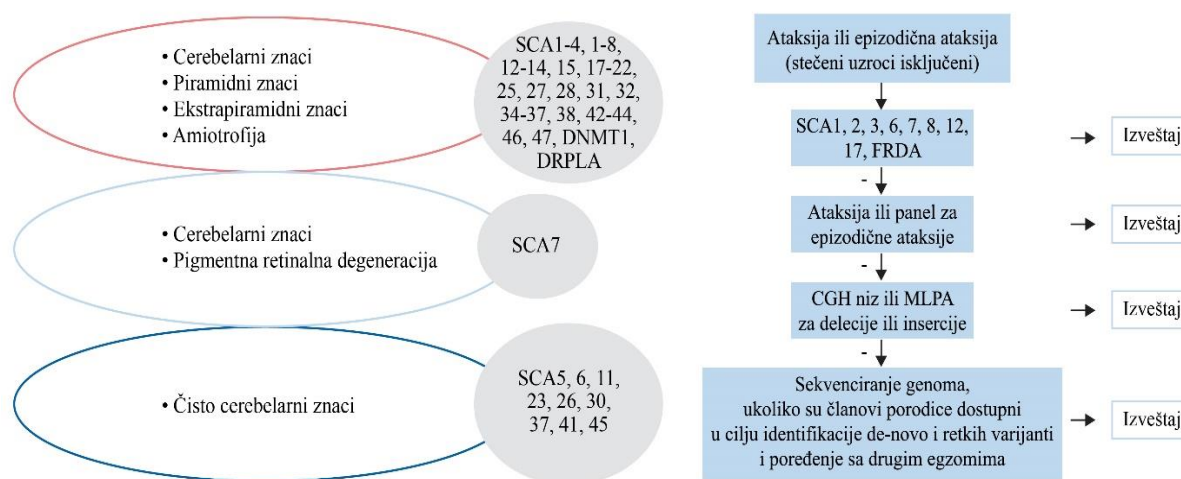 • Cerebelarni znaci
• Piramidni znaci
• Ekstrapiramidni znaci
• Amiotrofija
SCA1-4, 1-8,
12-14, 15, 17-22,
25, 27, 28, 31, 32,
34-37, 38, 42-44,
46, 47, DNMT1,
DRPLA
• Cerebelarni znaci
• Pigmentna retinalna degeneracija
SCA7
• Čisto cerebelarni znaci
SCA5, 6, 11,
23, 26, 30,
37, 41, 45
Ataksija ili epizodična ataksija
(stečeni uzroci isključeni)
SCA1, 2, 3, 6, 7, 8, 12,
17, FRDA
Izveštaj
-
Ataksija ili panel za
epizodične ataksije
Izveštaj
-
CGH niz ili MLPA
za delecije ili insercije
Izveštaj
-
Sekvenciranje genoma,
ukoliko su članovi porodice dostupni
u cilju identifikacije de-novo i retkih varijanti
i poređenje sa drugim egzomima
Izveštaj